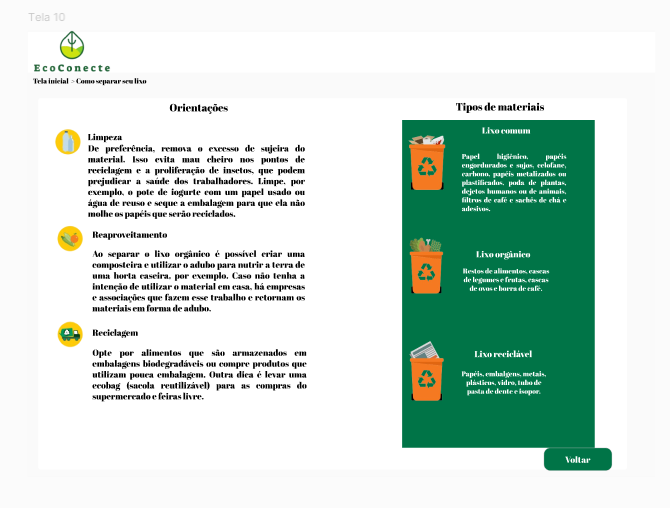 Tela 10
EcoConecte
Tela inicial > Como separar seu lixo
Orientações
Limpeza
De preferência, remova o excesso de sujeira do
material. Isso evita mau cheiro nos pontos de
reciclagem e a proliferação de insetos, que podem
prejudicar a saúde dos trabalhadores. Limpe, por
exemplo, o pote de iogurte com um papel usado ou
água de reuso e seque a embalagem para que ela não
molhe os papéis que serão reciclados.
Reaproveitamento
Ao separar o lixo orgânico é possível criar uma
composteira e utilizar o adubo para nutrir a terra de
uma horta caseira, por exemplo. Caso não tenha a
intenção de utilizar o material em casa, há empresas
e associações que fazem esse trabalho e retornam os
materiais em forma de adubo.
Reciclagem
Opte por alimentos que são armazenados em
embalagens biodegradáveis ou compre produtos que
utilizam pouca embalagem. Outra dica é levar uma
ecobag (sacola reutilizável) para as compras do
supermercado e feiras livre.
Tipos de materiais
Lixo comum
Papel higiênico, papéis
engordurados e sujos, celofane,
carbono, papéis metalizados ou
plastificados, poda de plantas,
dejetos humanos ou de animais,
filtros de café e sachês de chá e
adesivos.
Lixo orgânico
Restos de alimentos, cascas
de legumes e frutas, cascas
de ovos e borra de café.
Lixo reciclável
Papéis, embalgens, metais,
plásticos, vidro, tubo de
pasta de dente e isopor.
Voltar